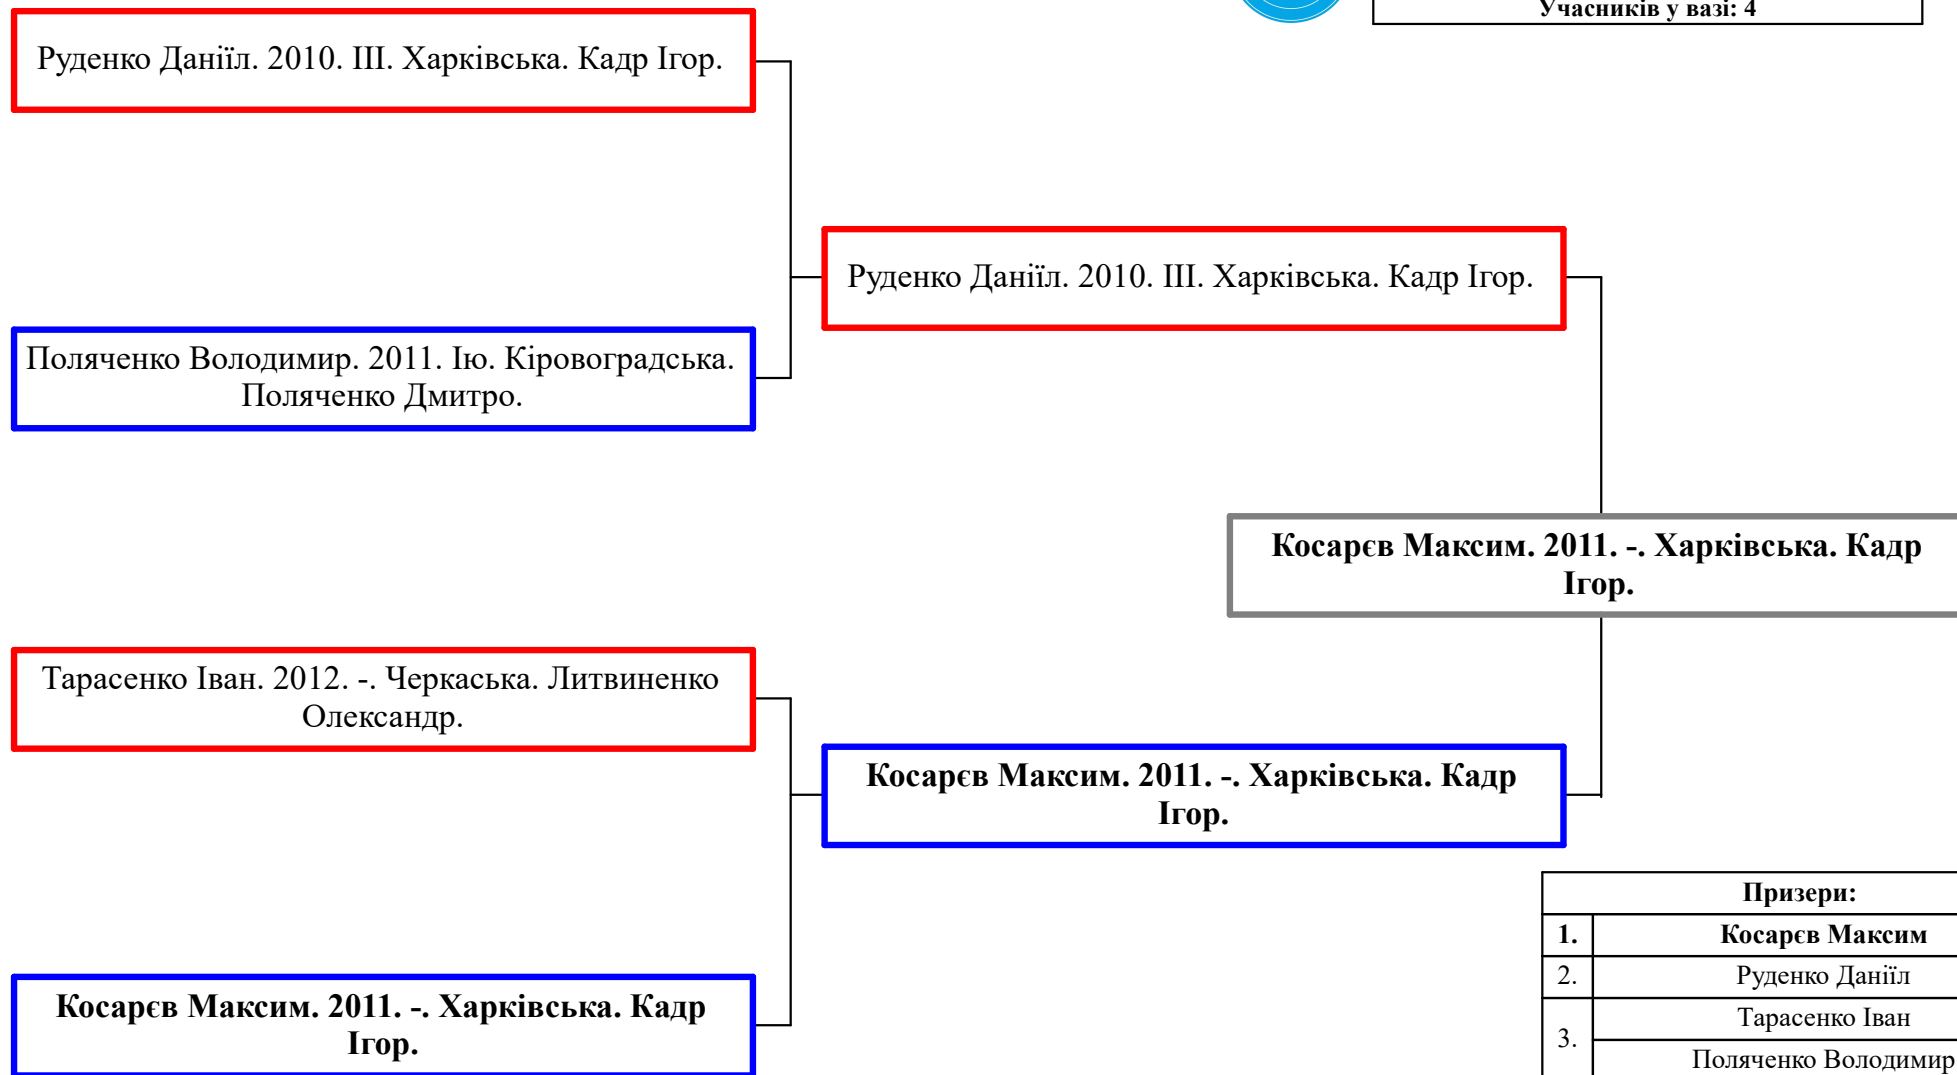 Учасників у вазі: 4
Руденко Даніїл. 2010. III. Харківська. Кадр Ігор.
Поляченко Володимир. 2011. Ію. Кіровоградська.
Поляченко Дмитро.
Руденко Даніїл. 2010. III. Харківська. Кадр Ігор.
Косарєв Максим. 2011. -. Харківська. Кадр
Ігор.
Тарасенко Іван. 2012. -. Черкаська. Литвиненко
Олександр.
Косарєв Максим. 2011. -. Харківська. Кадр
Ігор.
Косарєв Максим. 2011. -. Харківська. Кадр
Ігор.
Призери:
1. Косарєв Максим
2. Руденко Даніїл
3. Тарасенко Іван
Поляченко Володимир